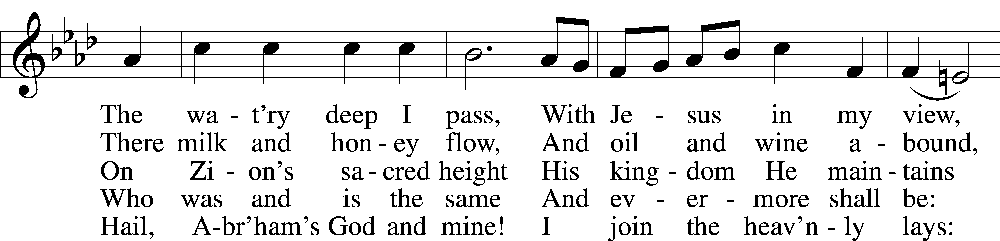 The wa - t’ry deep I pass, With Je - sus in my view,
There milk and hon - ey flow, And oil and wine a - bound,
On Zi - on’s sa - cred height His king - dom He main - tains
Who was and is the same And ev - er - more shall be:
Hail, A-br’ham’s God and mine! I join the heav’n - ly lays: